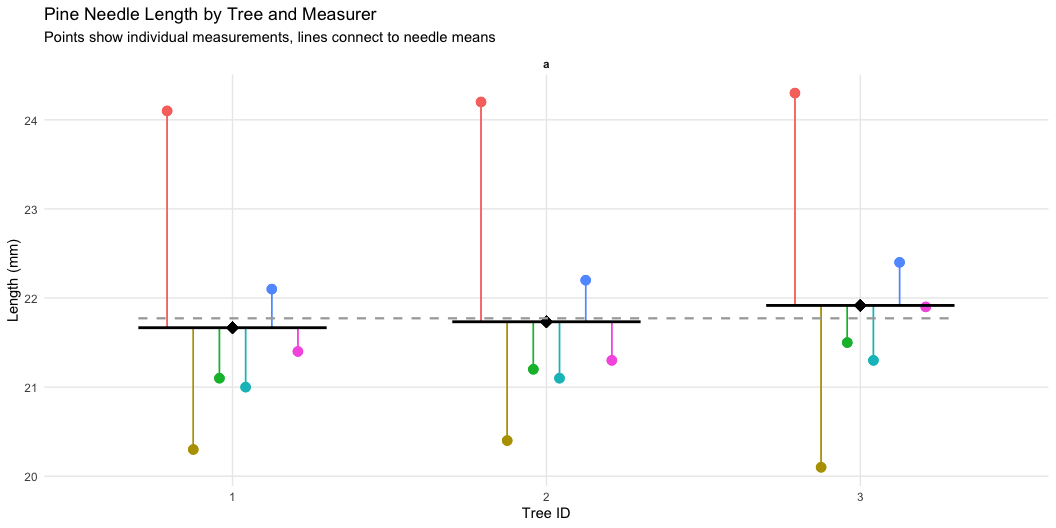 Pine Needle Length by Tree and Measurer
Points show individual measurements, lines connect to needle means
a
24
23
22
21
20
Length (mm)
1 2 3
Tree ID